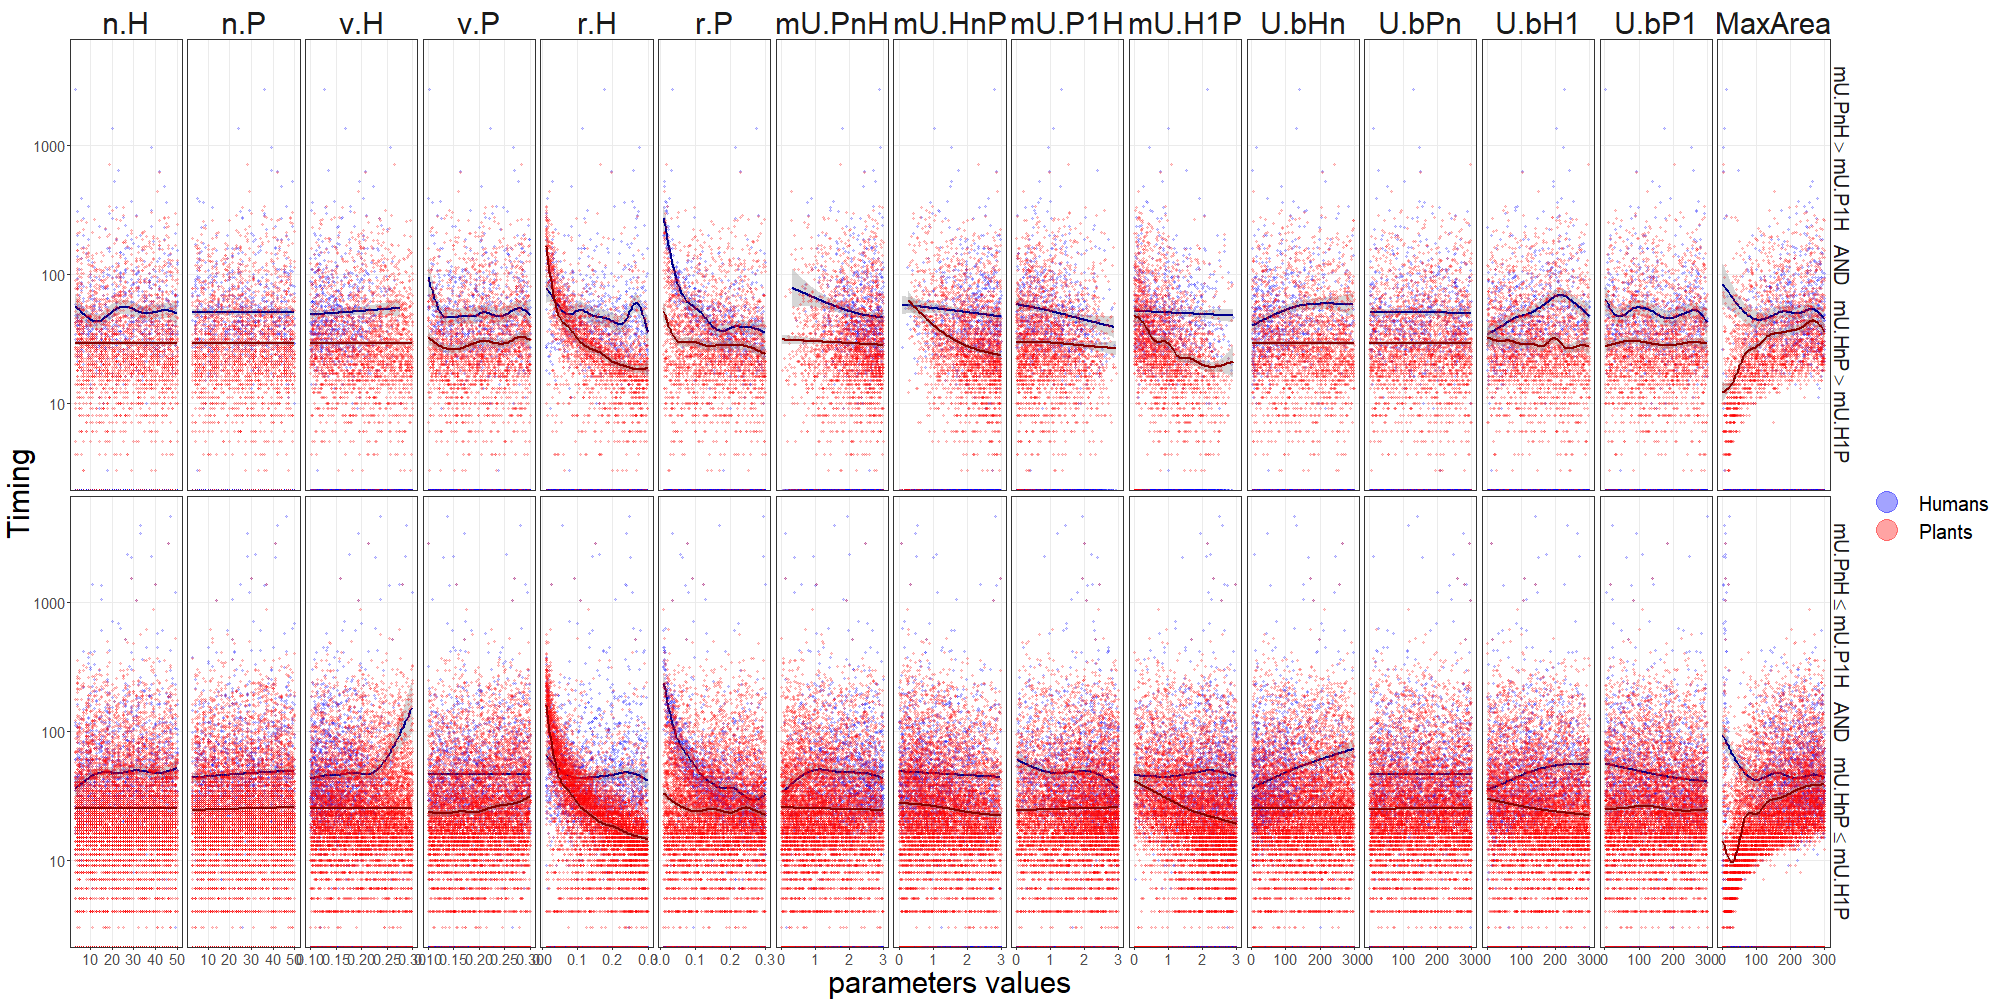 n.H n.P v.H v.P r.H r.P mU.PnH mU.HnP mU.P1H mU.H1P U.bHn U.bPn U.bH1 U.bP1 MaxArea
1000
100
10
mU.PnH > mU.P1H AND mU.HnP > mU.H1P
Timing
Humans
Plants
1000
100
10
mU.PnH ≤ mU.P1H AND mU.HnP ≤ mU.H1P
10 20 30 40 50 10 20 30 40 50 0.10 0.15 0.20 0.25 0.30 0.10 0.15 0.20 0.25 0.30 0.0 0.1 0.2 0.3 0.0 0.1 0.2 0.3 0 1 2 3 0 1 2 3 0 1 2 3 0 1 2 3 0 100 200 300 0 100 200 300 0 100 200 300 0 100 200 300 100 200 300
parameters values